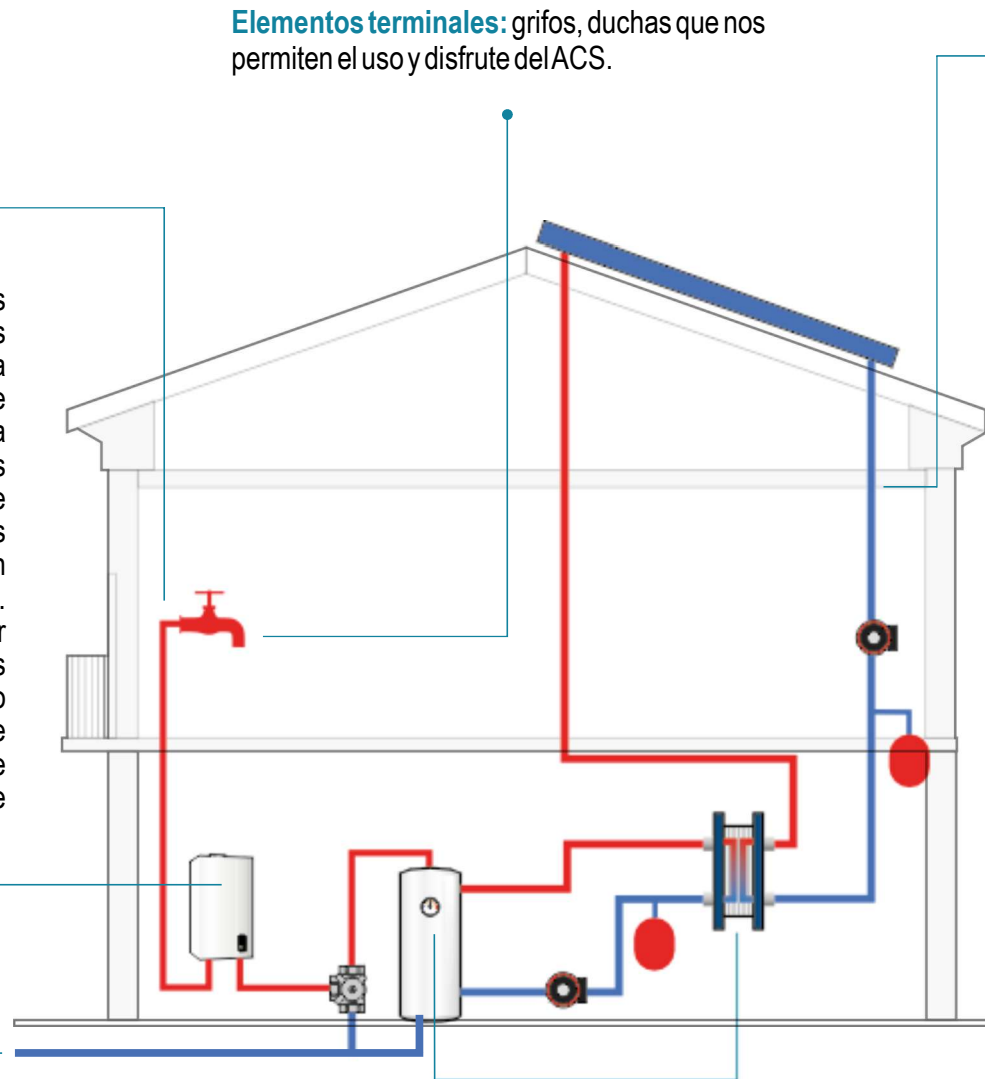 Elementos terminales: grifos, duchas que nos
permiten el uso y disfrute del ACS.
s
s
a
e
a
s
e
s
n
.
r
s
o
e
e
e